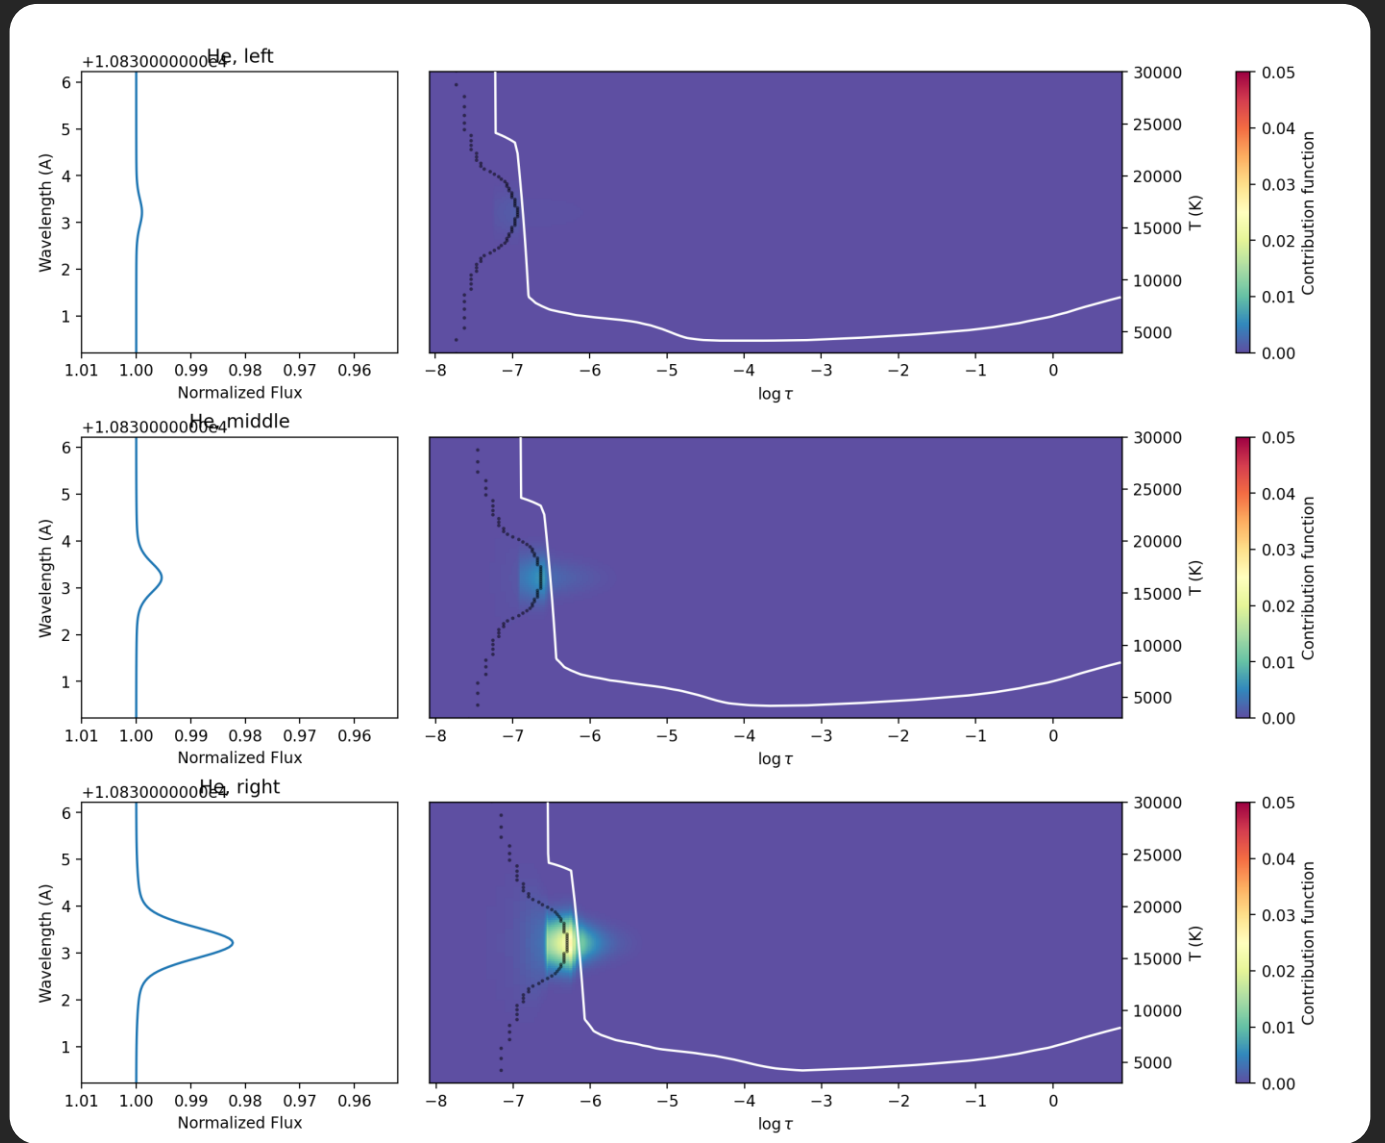 He, left
+1.0830000000e4
6
5
4
3
2
1
Wavelength (A)
1.01 1.00 0.99 0.98 0.97 0.96
Normalized Flux
30000
25000
20000
15000
10000
5000
T (K)
−8 −7 −6 −5 −4 −3 −2 −1 0
log τ
0.05
0.04
0.03
0.02
0.01
0.00
Contribution function
He, middle
+1.0830000000e4
6
5
4
3
2
1
Wavelength (A)
1.01 1.00 0.99 0.98 0.97 0.96
Normalized Flux
30000
25000
20000
15000
10000
5000
T (K)
−8 −7 −6 −5 −4 −3 −2 −1 0
log τ
0.05
0.04
0.03
0.02
0.01
0.00
Contribution function
He, right
+1.0830000000e4
6
5
4
3
2
1
Wavelength (A)
1.01 1.00 0.99 0.98 0.97 0.96
Normalized Flux
30000
25000
20000
15000
10000
5000
T (K)
−8 −7 −6 −5 −4 −3 −2 −1 0
log τ
0.05
0.04
0.03
0.02
0.01
0.00
Contribution function